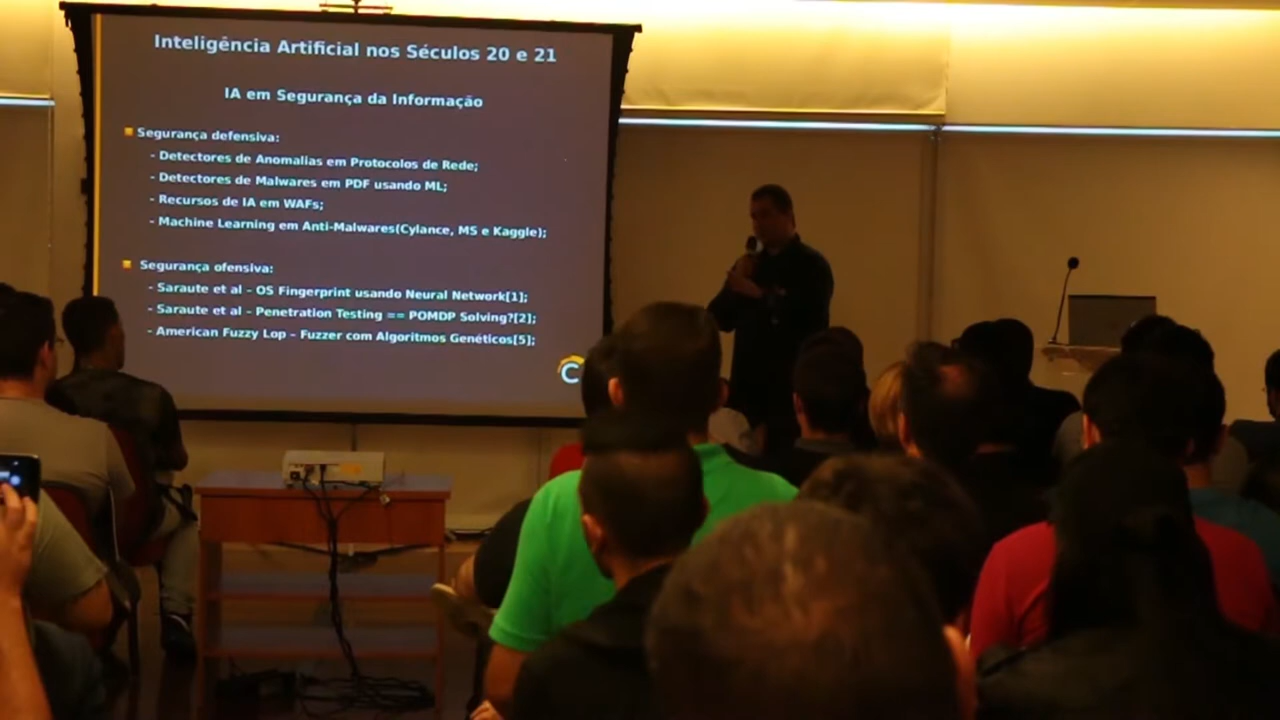 Inteligência Artificial nos Séculos 20 e 21
IA em Segurança da Informação
Segurança defensiva:
- Detectores de Anomalias em Protocolos de Rede;
- Detectores de Malwares em PDF usando ML;
- Recursos de IA em WAFs;
- Machine Learning em Anti-Malwares(Cylance, MS e Kaggle);
Segurança ofensiva:
- Saraute et al – OS Fingerprint usando Neural Network[1];
- Saraute et al – Penetration Testing == POMDP Solving?[2];
- American Fuzzy Lop – Fuzzer com Algoritmos Genéticos[5];
C